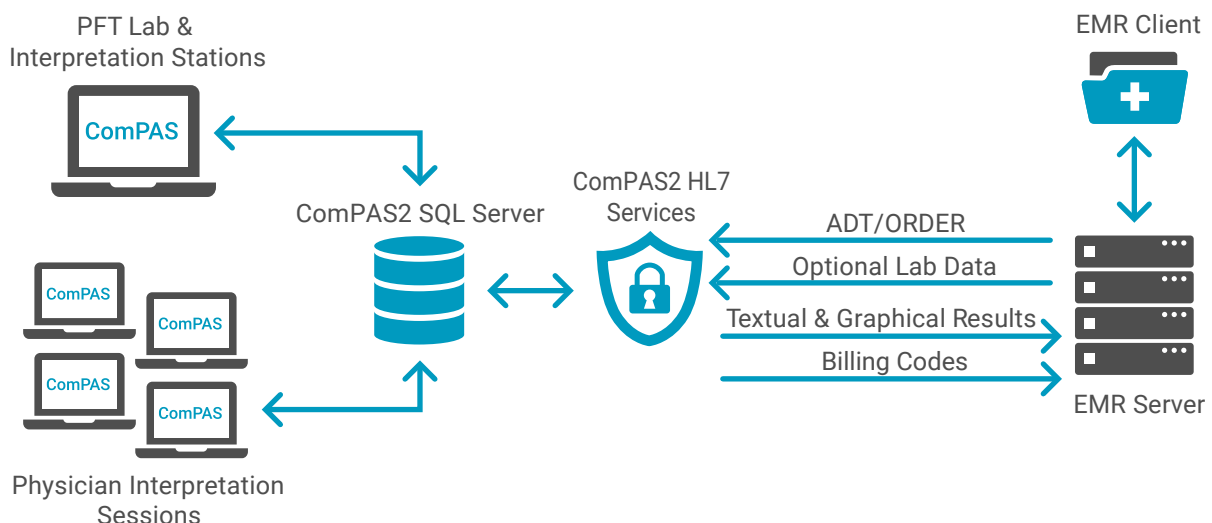 PFT Lab &
Interpretation Stations
ComPAS
EMR Client
ComPAS2 SQL Server
ComPAS2 HL7
Services
ADT/ORDER
Optional Lab Data
Textual & Graphical Results
Billing Codes
EMR Server
ComPAS
ComPAS
ComPAS
ComPAS
Physician Interpretation
Sessions